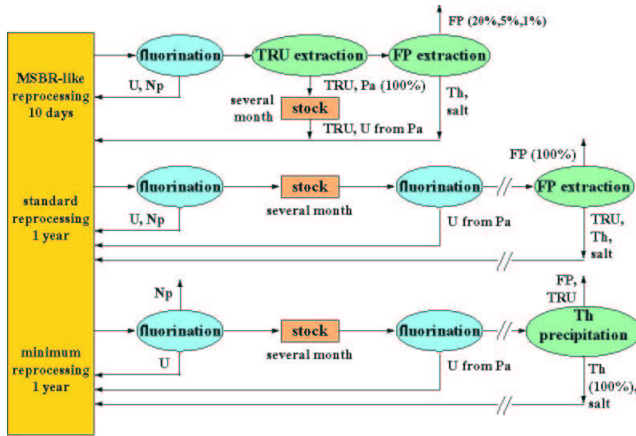 FP (20%,5%,1%)
fluorination
TRU extraction
FP extraction
MSBR-like
reprocessing
10 days
U, Np
TRU, Pa (100%)
several
month
stock
Th,
salt
TRU, U from Pa
FP (100%)
standard
reprocessing
1 year
fluorination
stock
fluorination
FP extraction
U, Np
several month
U from Pa
TRU,
Th,
salt
Np
FP,
TRU
minimum
reprocessing
1 year
fluorination
stock
fluorination
Th
precipitation
U
several month
U from Pa
Th
(100%),
salt